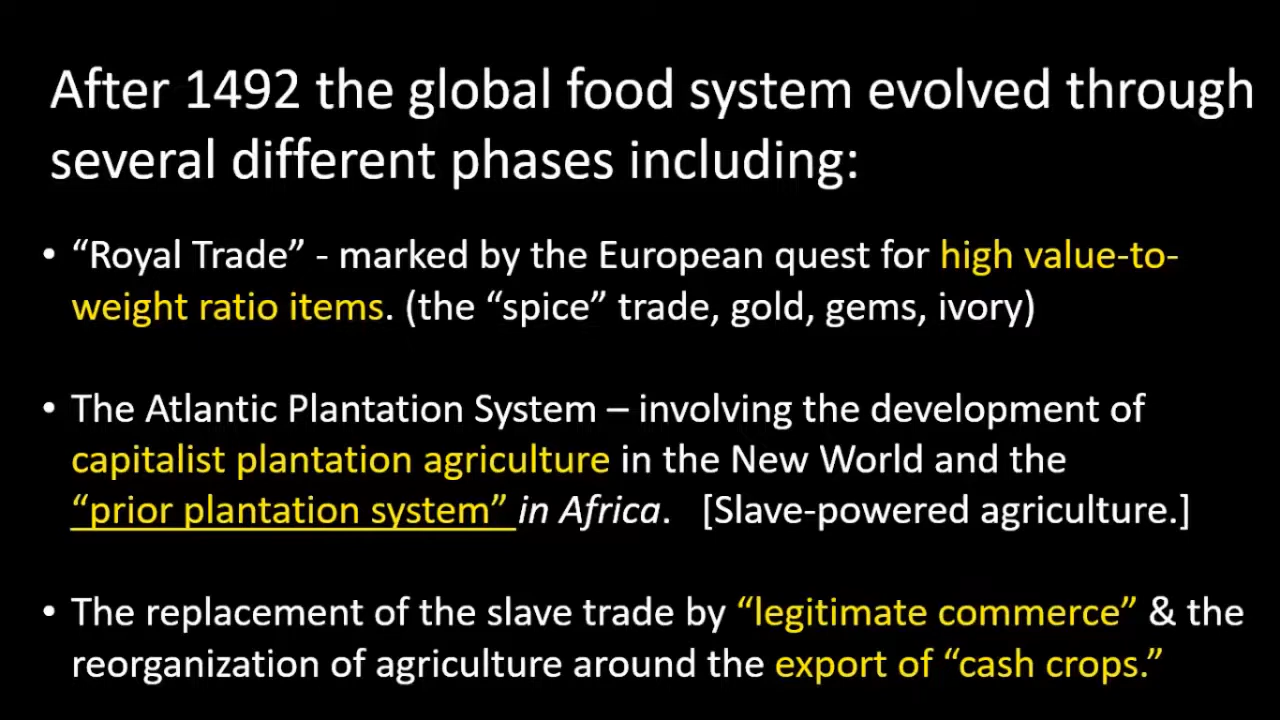 After 1492 the global food system evolved through
several different phases including:
• “Royal Trade” - marked by the European quest for high value-to-
weight ratio items. (the “spice” trade, gold, gems, ivory)
• The Atlantic Plantation System – involving the development of
capitalist plantation agriculture in the New World and the
“prior plantation system” in Africa. [Slave-powered agriculture.]
• The replacement of the slave trade by “legitimate commerce” & the
reorganization of agriculture around the export of “cash crops.”